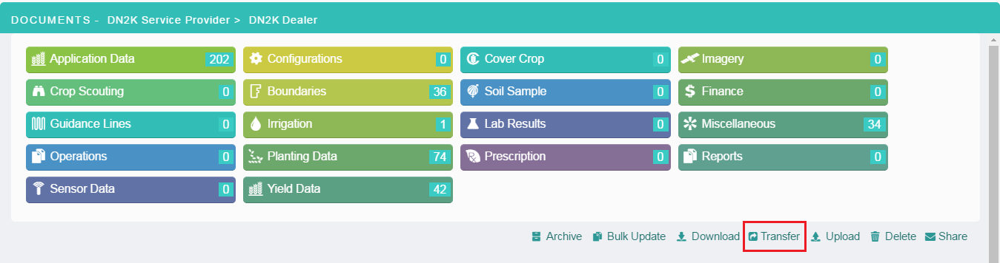 DOCUMENTS - DN2K Service Provider > DN2K Dealer
Application Data 202 Configurations 0 Cover Crop 0 Imagery 0
Crop Scouting 0 Boundaries 36 Soil Sample 0 Finance 0
Guidance Lines 0 Irrigation 1 Lab Results 0 Miscellaneous 34
Operations 0 Planting Data 74 Prescription 0 Reports 0
Sensor Data 0 Yield Data 42
Archive Bulk Update Download Transfer Upload Delete Share